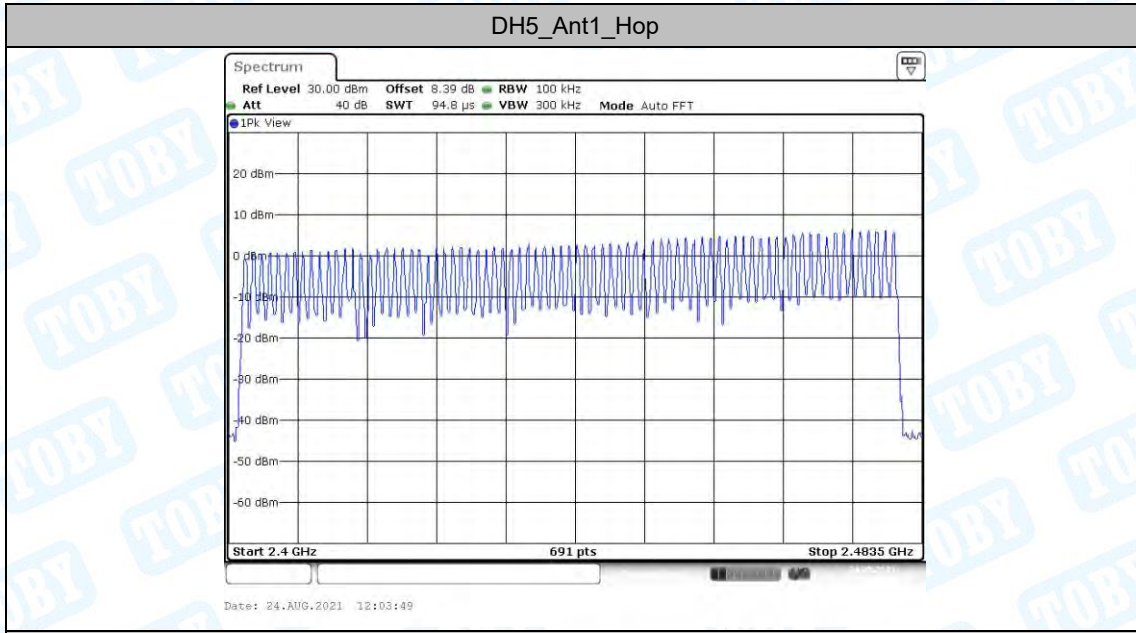 DH5_Ant1_Hop
Spectrum
Ref Level 30.00 dBm Offset 8.39 dB RBW 100 kHz
Att 40 dB SWT 94.8 µs VBW 300 kHz Mode Auto FFT
1Pk View
20 dBm
10 dBm
0 dBm
-10 dBm
-20 dBm
-30 dBm
-40 dBm
-50 dBm
-60 dBm
Start 2.4 GHz 691 pts Stop 2.4835 GHz
Date: 24.AUG.2021 12:03:49
TOBY